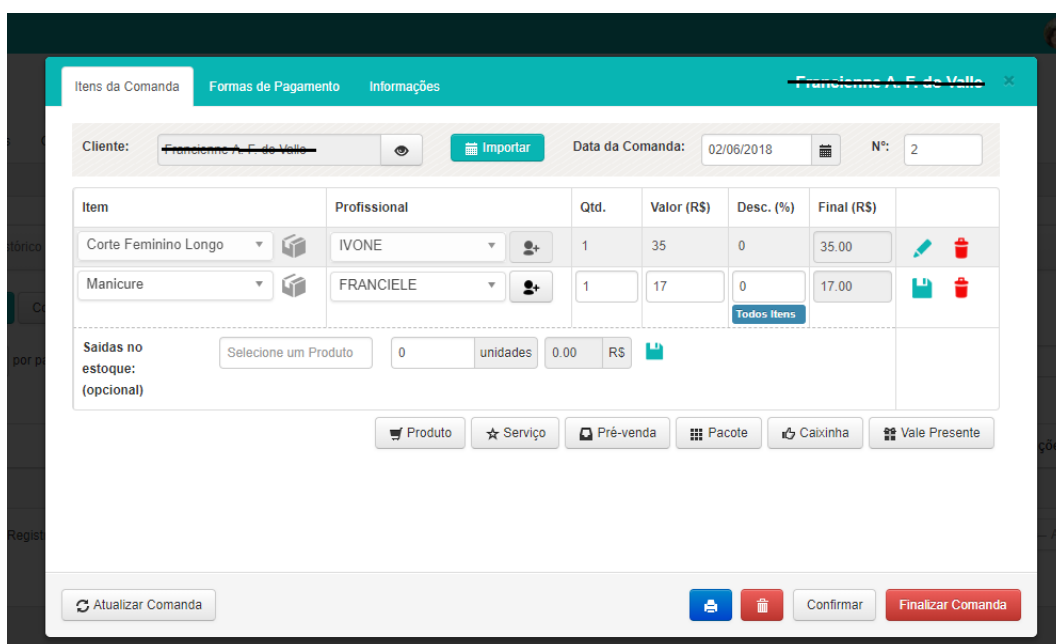 Itens da Comanda Formas de Pagamento Informações
Cliente: Importar Data da Comanda: 02/06/2018 Nº: 2
Item Profissional Qtd. Valor (R$) Desc. (%) Final (R$)
Corte Feminino Longo IVONE 1 35 0 35.00
Manicure FRANCIELE 1 17 0 17.00
Todos Itens
Saídas no
estoque:
(opcional)
Selecione um Produto 0 unidades 0.00 R$
Produto Serviço Pré-venda Pacote Caixinha Vale Presente
Atualizar Comanda Confirmar Finalizar Comanda